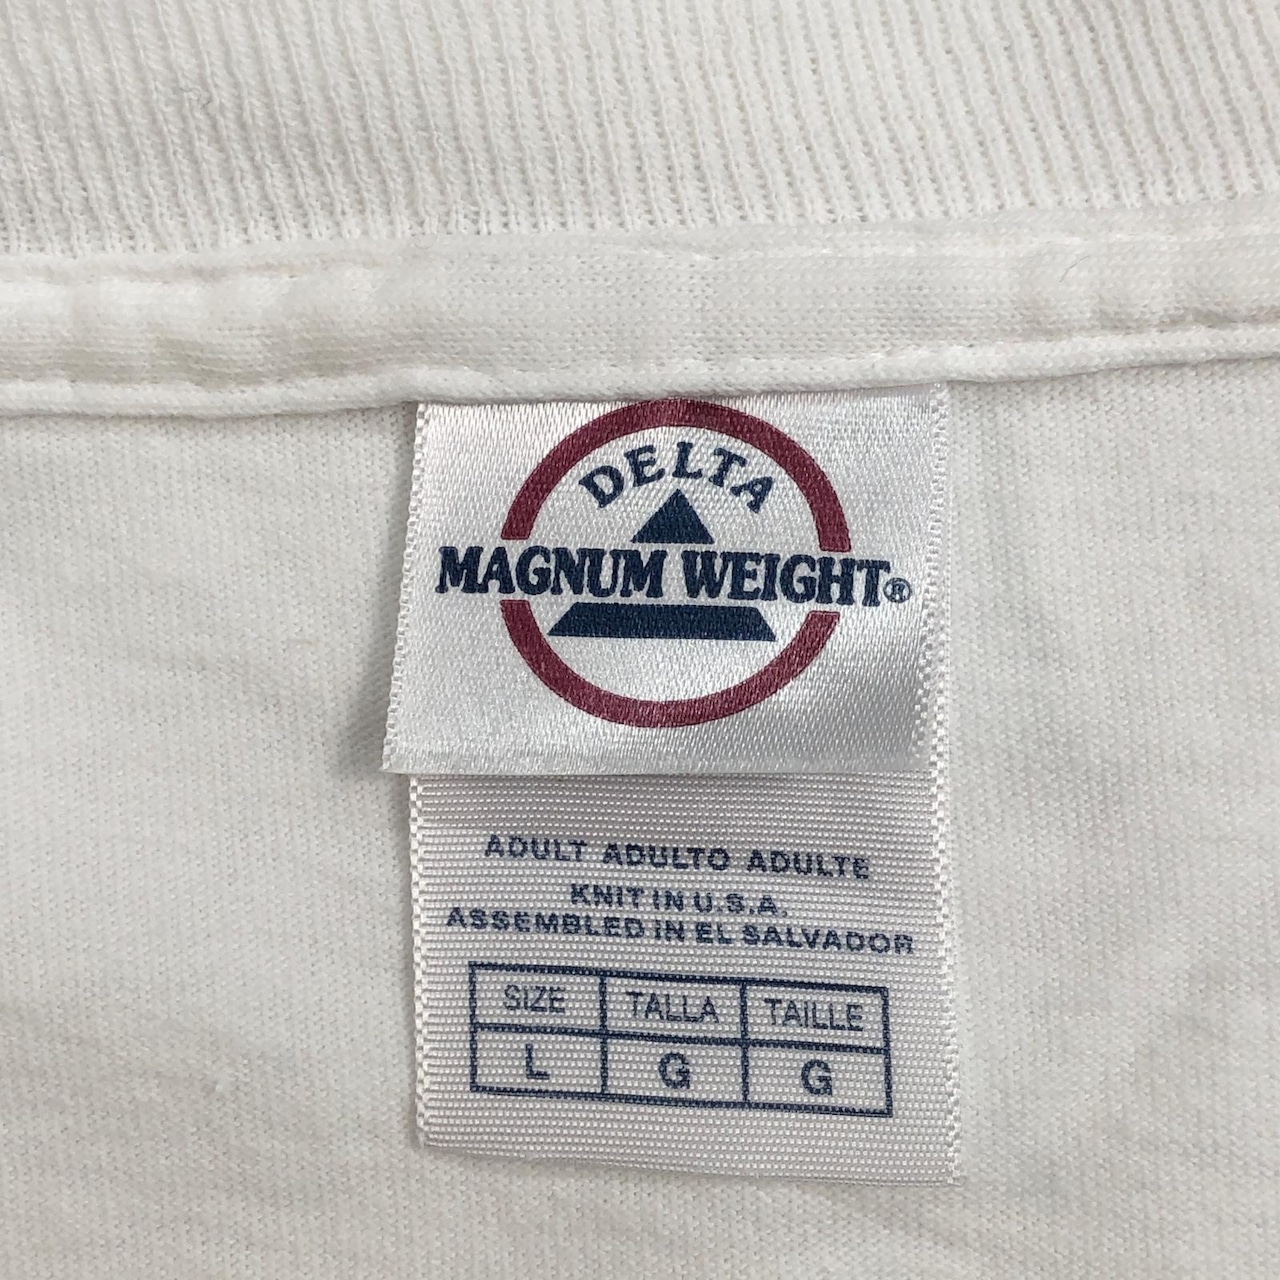 DELTA
MAGNUM WEIGHT®
ADULT ADULTO ADULTE
KNIT IN U.S.A.
ASSEMBLED IN EL SALVADOR
SIZE TALLA TAILLE
L G G